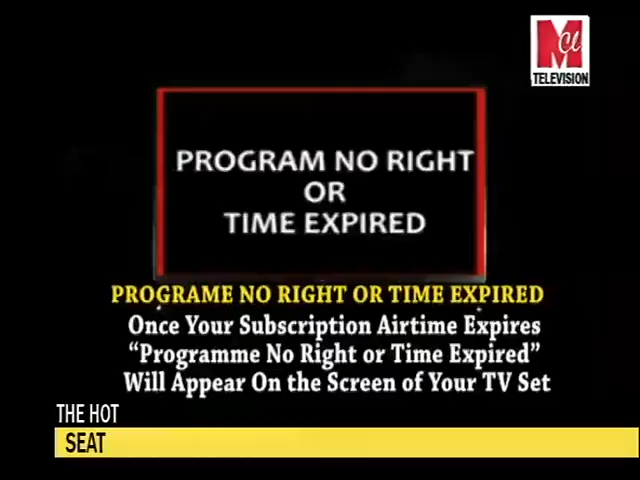 MCL
TELEVISION
PROGRAM NO RIGHT
OR
TIME EXPIRED
PROGRAME NO RIGHT OR TIME EXPIRED
Once Your Subscription Airtime Expires
“Programme No Right or Time Expired”
Will Appear On the Screen of Your TV Set
THE HOT
SEAT